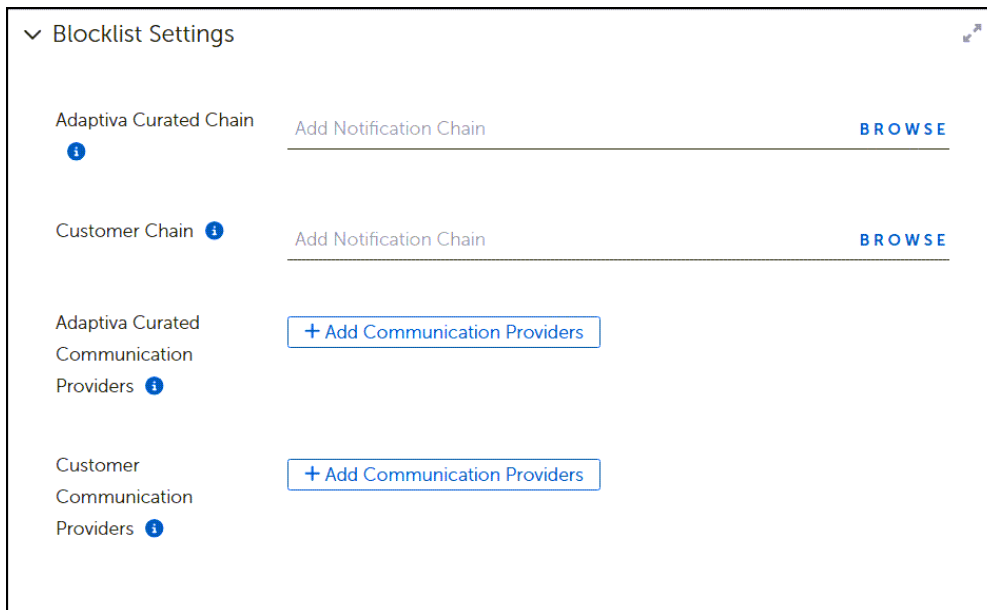 Blocklist Settings
Adaptiva Curated Chain
Add Notification Chain
BROWSE
Customer Chain
Add Notification Chain
BROWSE
Adaptiva Curated
Communication
Providers
+ Add Communication Providers
Customer
Communication
Providers
+ Add Communication Providers